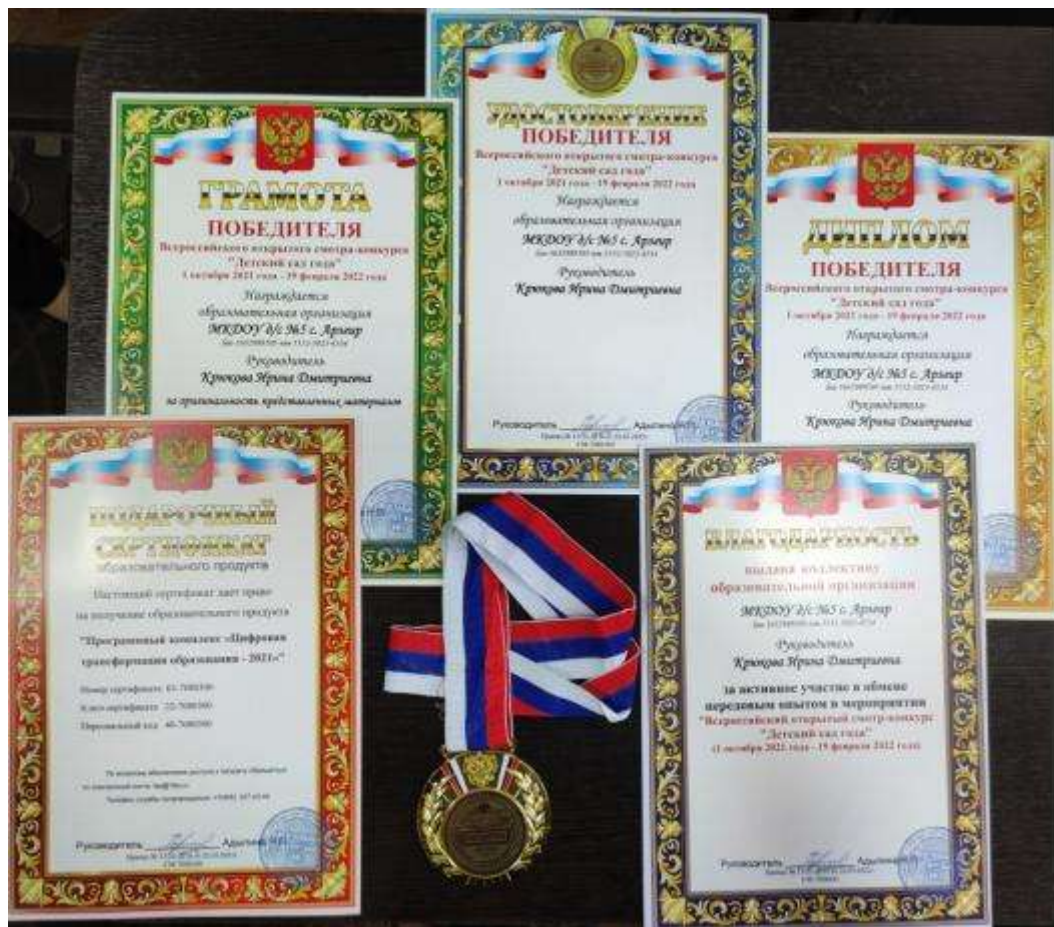 ГРАМОТА
ПОБЕДИТЕЛЯ
Всероссийского открытого смотра-конкурса
"Детский сад года"
1 октября 2021 года - 19 февраля 2022 года
Награждается
образовательная организация
МКДОУ д/с №5 с. Арзгир
Руководитель
Крюкова Ирина Дмитриевна
за оригинальность представленных материалов
УДОСТОВЕРЕНИЕ
ПОБЕДИТЕЛЯ
Всероссийского открытого смотра-конкурса
"Детский сад года"
1 октября 2021 года - 19 февраля 2022 года
Награждается
образовательная организация
МКДОУ д/с №5 с. Арзгир
Руководитель
Крюкова Ирина Дмитриевна
Руководитель
ДИПЛОМ
ПОБЕДИТЕЛЯ
Всероссийского открытого смотра-конкурса
"Детский сад года"
1 октября 2021 года - 19 февраля 2022 года
Награждается
образовательная организация
МКДОУ д/с №5 с. Арзгир
Руководитель
Крюкова Ирина Дмитриевна
ПОДАРОЧНЫЙ
СЕРТИФИКАТ
образовательного продукта
Настоящий сертификат дает право
на получение образовательного продукта
"Программный комплекс «Цифровая
трансформация образования - 2021»"
Номер сертификата
Ключ сертификата
Персональный код
Руководитель
БЛАГОДАРНОСТЬ
выдана коллективу
образовательной организации
МКДОУ д/с №5 с. Арзгир
Руководитель
Крюкова Ирина Дмитриевна
за активное участие в обмене
передовым опытом в мероприятии
"Всероссийский открытый смотр-конкурс
"Детский сад года"
(1 октября 2021 года - 19 февраля 2022 года)
Руководитель